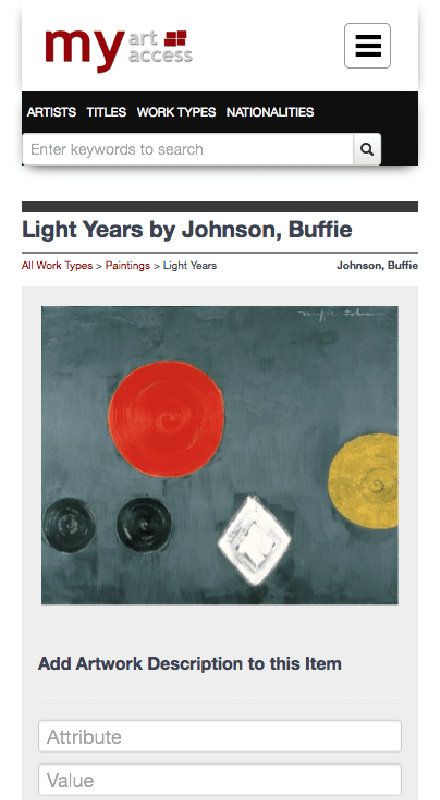 my art access
ARTISTS TITLES WORK TYPES NATIONALITIES
Enter keywords to search
Light Years by Johnson, Buffie
All Work Types > Paintings > Light Years Johnson, Buffie
Add Artwork Description to this Item
Attribute
Value